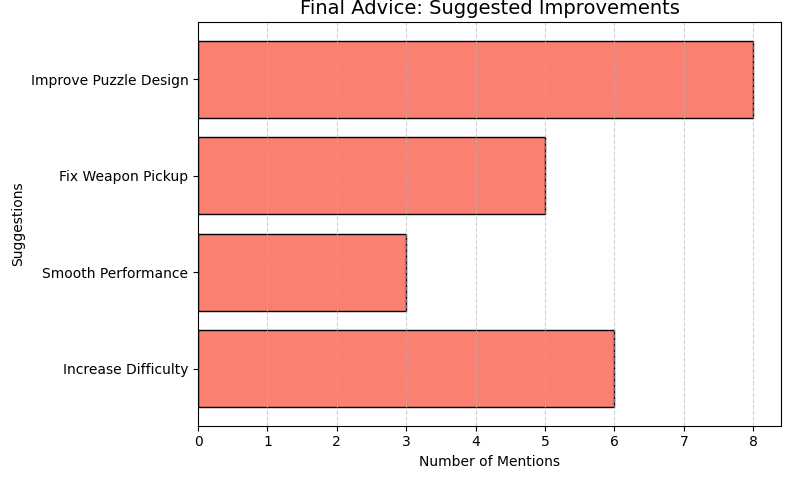 Final Advice: Suggested Improvements
Suggestions
Improve Puzzle Design
Fix Weapon Pickup
Smooth Performance
Increase Difficulty
0 1 2 3 4 5 6 7 8
Number of Mentions